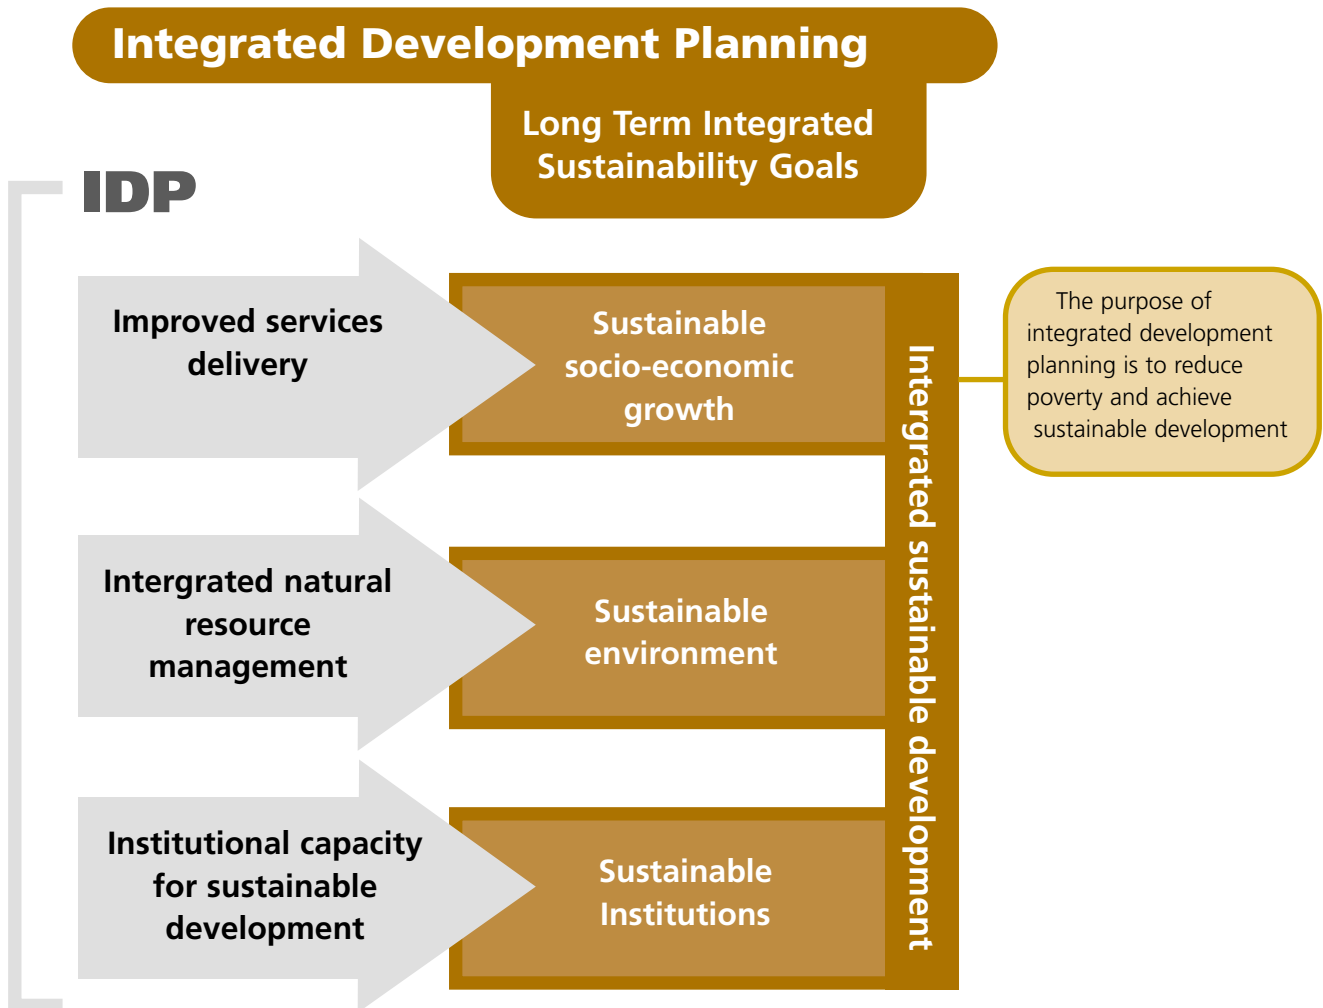 Integrated Development Planning
Long Term Integrated
Sustainability Goals
IDP
Improved services
delivery
Sustainable
socio-economic
growth
The purpose of
integrated development
planning is to reduce
poverty and achieve
sustainable development
Intergrated sustainable development
Intergrated natural
resource
management
Sustainable
environment
Institutional capacity
for sustainable
development
Sustainable
Institutions